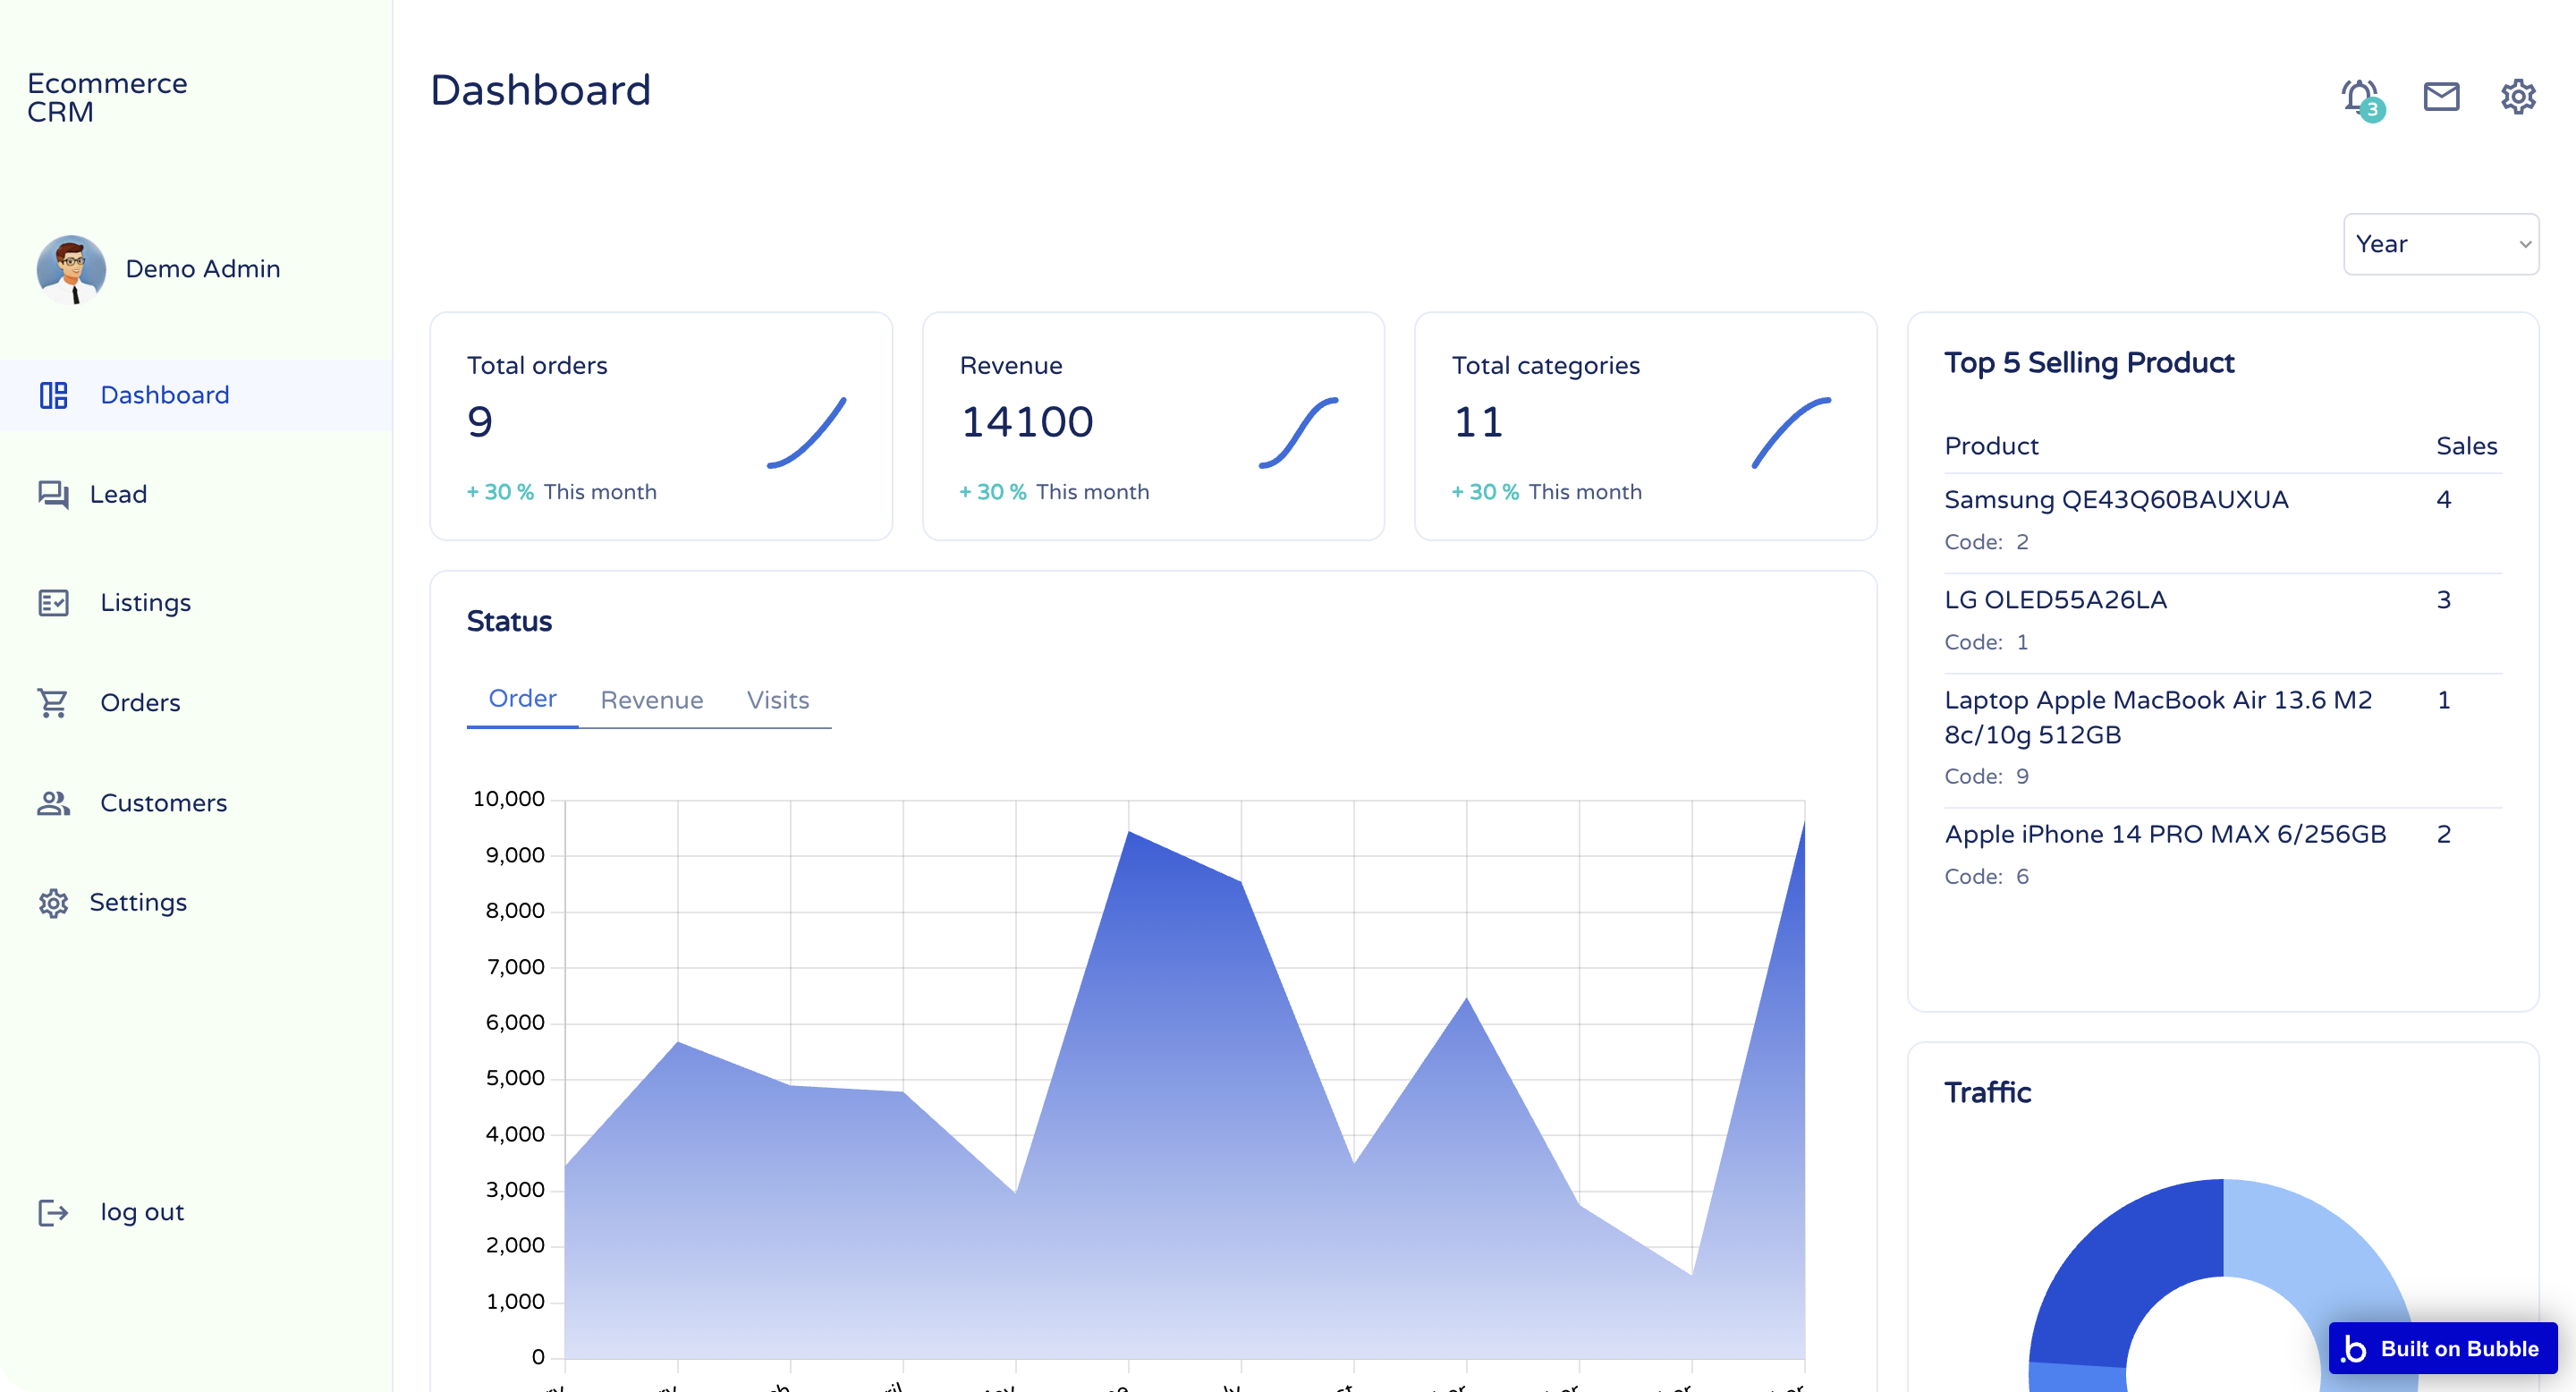 Ecommerce
CRM
Demo Admin
Dashboard
Lead
Listings
Orders
Customers
Settings
log out
Dashboard
3
Year
Total orders
9
+ 30 % This month
Revenue
14100
+ 30 % This month
Total categories
11
+ 30 % This month
Status
Order Revenue Visits
10,000
9,000
8,000
7,000
6,000
5,000
4,000
3,000
2,000
1,000
0
Top 5 Selling Product
Product Sales
Samsung QE43Q60BAUXUA 4
Code: 2
LG OLED55A26LA 3
Code: 1
Laptop Apple MacBook Air 13.6 M2 1
8c/10g 512GB
Code: 9
Apple iPhone 14 PRO MAX 6/256GB 2
Code: 6
Traffic
.b Built on Bubble